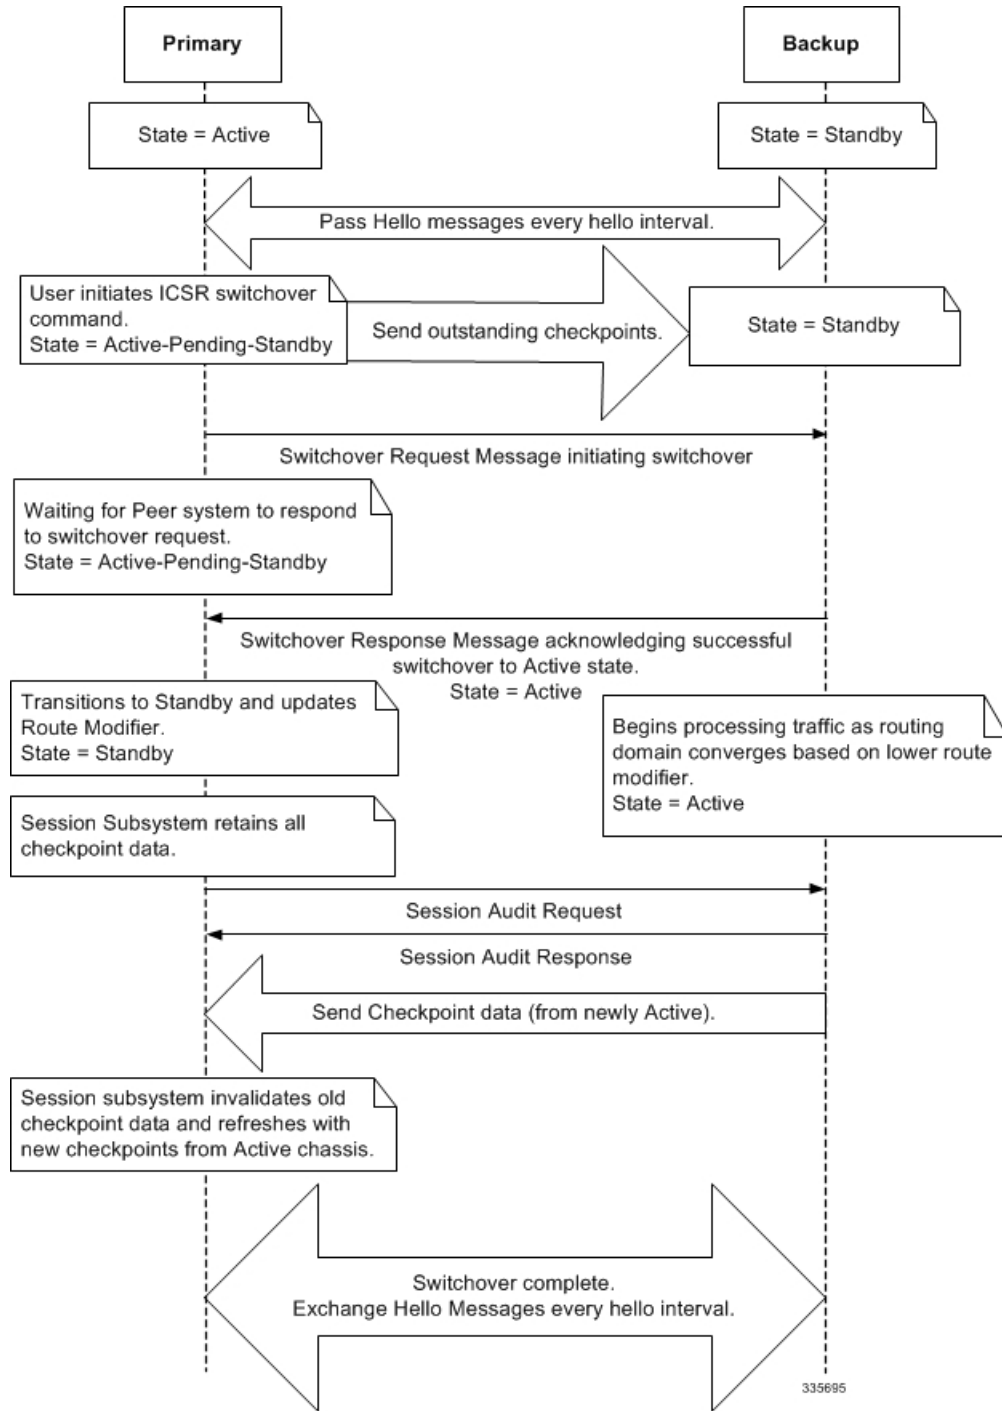 Primary
Backup
State = Active
State = Standby
Pass Hello messages every hello interval.
User initiates ICSR switchover
command.
State = Active-Pending-Standby
Send outstanding checkpoints.
State = Standby
Switchover Request Message initiating switchover
Waiting for Peer system to respond
to switchover request.
State = Active-Pending-Standby
Switchover Response Message acknowledging successful
switchover to Active state.
State = Active
Transitions to Standby and updates
Route Modifier.
State = Standby
Begins processing traffic as routing
domain converges based on lower route
modifier.
State = Active
Session Subsystem retains all
checkpoint data.
Session Audit Request
Session Audit Response
Send Checkpoint data (from newly Active).
Session subsystem invalidates old
checkpoint data and refreshes with
new checkpoints from Active chassis.
Switchover complete.
Exchange Hello Messages every hello interval.
335695